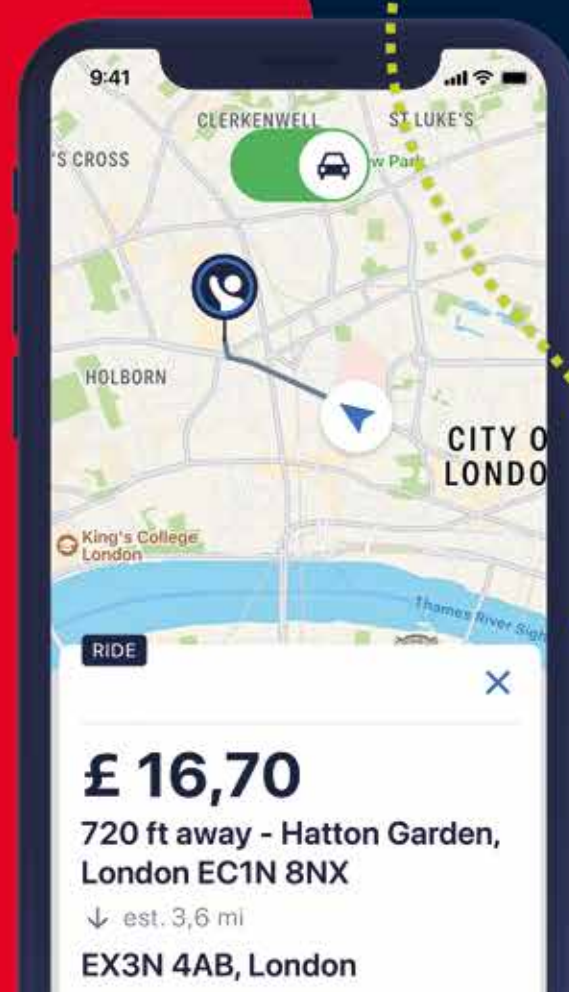 9:41
CLERKENWELL
ST LUKE'S
'S CROSS
w Park
HOLBORN
CITY O
LONDO
King's College
London
Thames River Sigh
RIDE
£ 16,70
720 ft away - Hatton Garden,
London EC1N 8NX
↓ est. 3,6 mi
EX3N 4AB, London